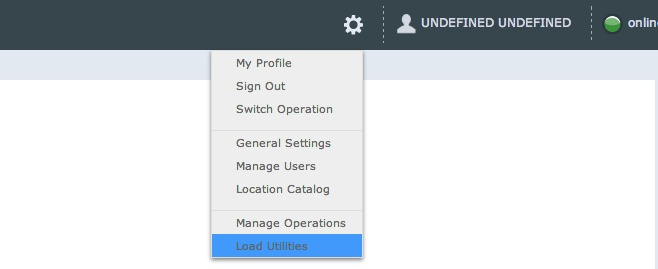 UNDEFINED UNDEFINED
My Profile
Sign Out
Switch Operation
General Settings
Manage Users
Location Catalog
Manage Operations
Load Utilities